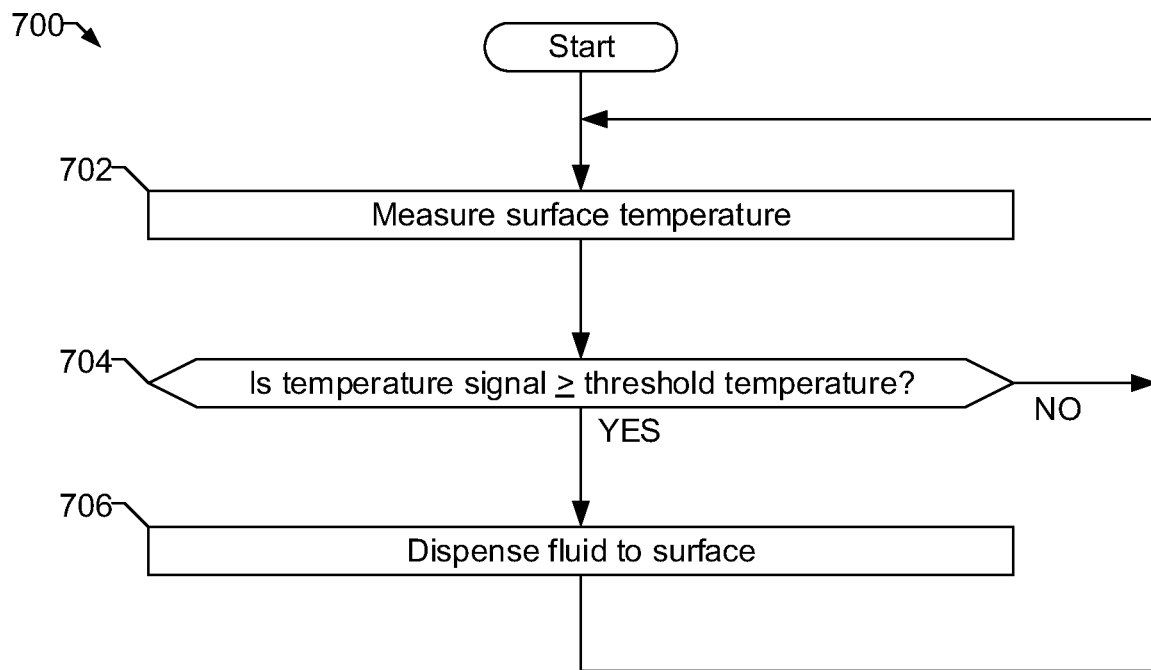 700
Start
702
Measure surface temperature
704
Is temperature signal ≥ threshold temperature?
NO
YES
706
Dispense fluid to surface